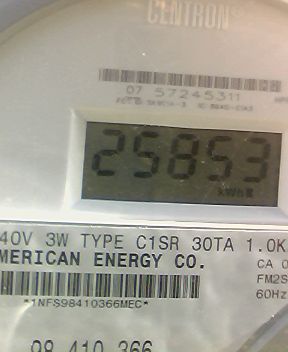 CENTRON®
07 57245311
25853
kWh
40V 3W TYPE C1SR 30TA 1.0K
MERICAN ENERGY CO. CA 0
FM2S
*1NFS98410366MEC* 60Hz
98 410 366